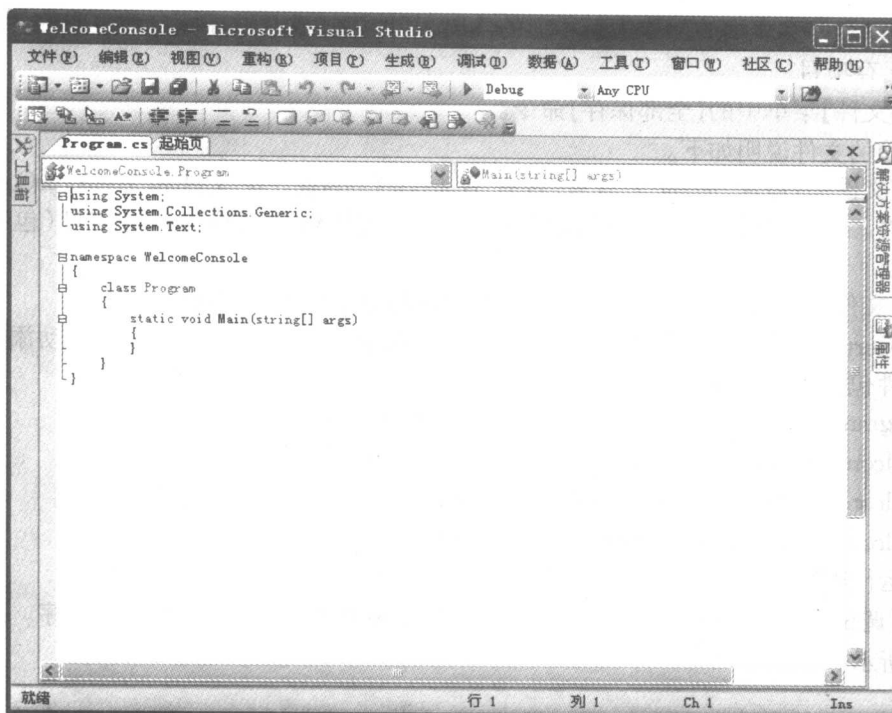 WelcomeConsole - Microsoft Visual Studio
文件(F) 编辑(E) 视图(V) 重构(R) 项目(P) 生成(B) 调试(D) 数据(A) 工具(T) 窗口(W) 社区(C) 帮助(H)
Debug Any CPU
工具箱
Program.cs 起始页
WelcomeConsole.Program Main(string[] args)
using System;
using System.Collections.Generic;
using System.Text;
namespace WelcomeConsole
{
class Program
{
static void Main(string[] args)
{
}
}
}
解决方案资源管理器
属性
就绪 行 1 列 1 Ch 1 Ins